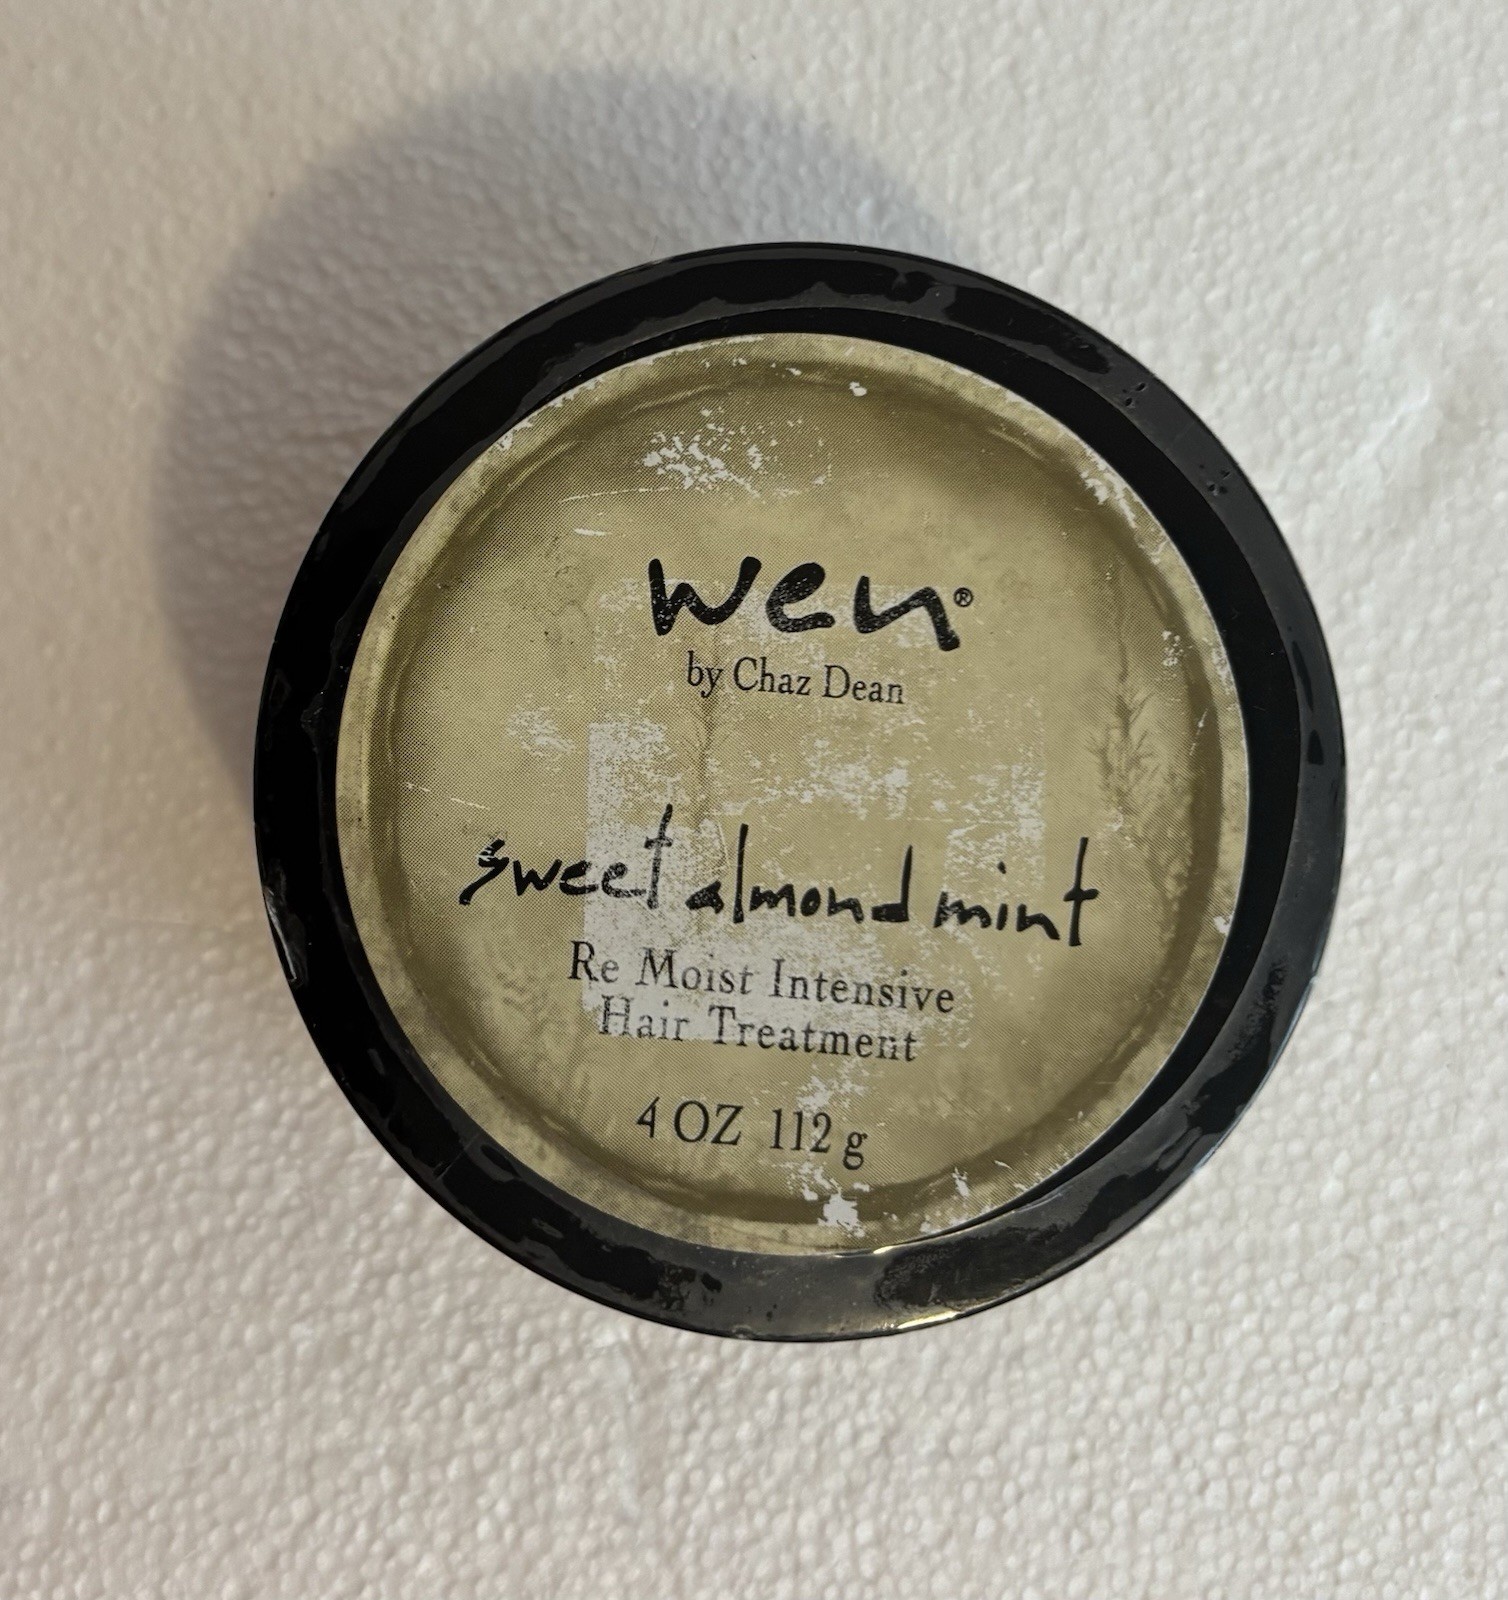 wen®
by Chaz Dean
sweet almond mint
Re Moist Intensive
Hair Treatment
4 OZ 112 g